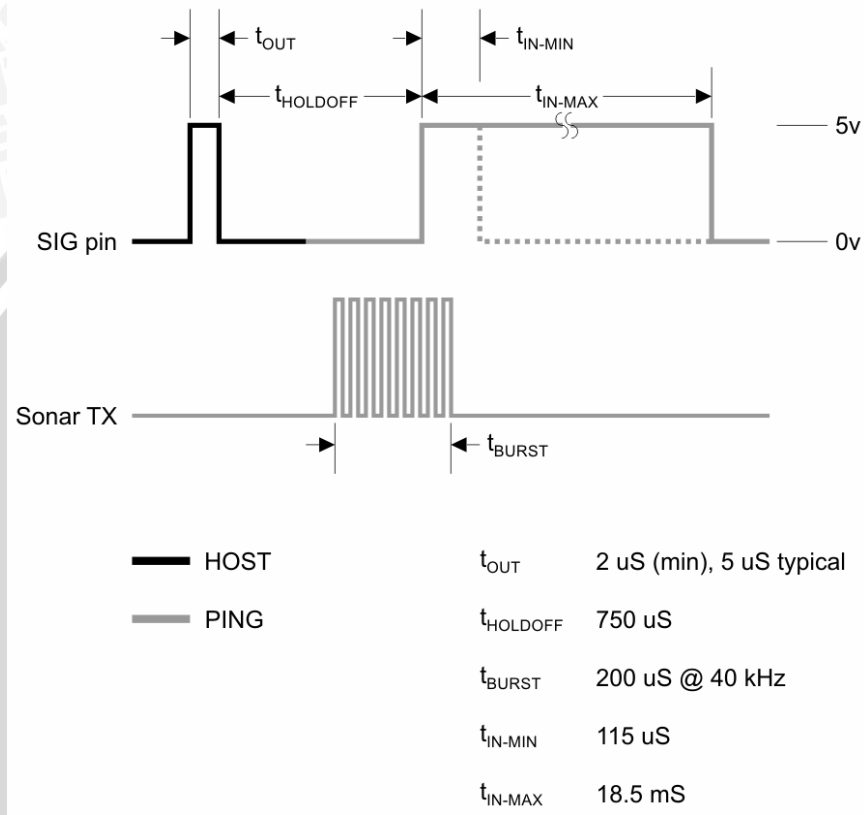 tOUT
tIN-MIN
tHOLDOFF
tIN-MAX
5v
SIG pin
0v
Sonar TX
tBURST
HOST
tOUT 2 uS (min), 5 uS typical
PING
tHOLDOFF 750 uS
tBURST 200 uS @ 40 kHz
tIN-MIN 115 uS
tIN-MAX 18.5 mS